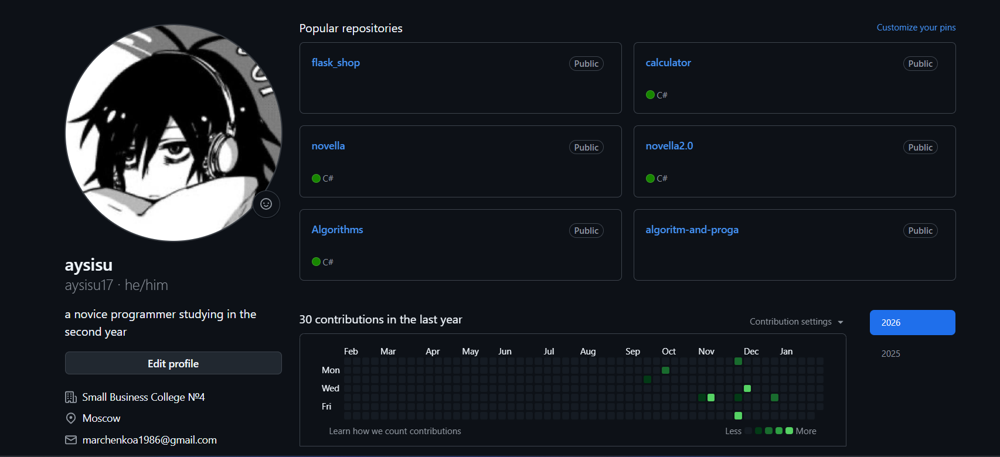 aysisu
aysisu17 · he/him
a novice programmer studying in the
second year
Edit profile
Small Business College №4
Moscow
marchenkoa1986@gmail.com
Popular repositories
Customize your pins
flask_shop
Public
calculator
Public
C#
novella
Public
C#
novella2.0
Public
C#
Algorithms
Public
C#
algoritm-and-proga
Public
30 contributions in the last year
Contribution settings
2026
2025
Feb Mar Apr May Jun Jul Aug Sep Oct Nov Dec Jan
Mon
Wed
Fri
Learn how we count contributions
Less More